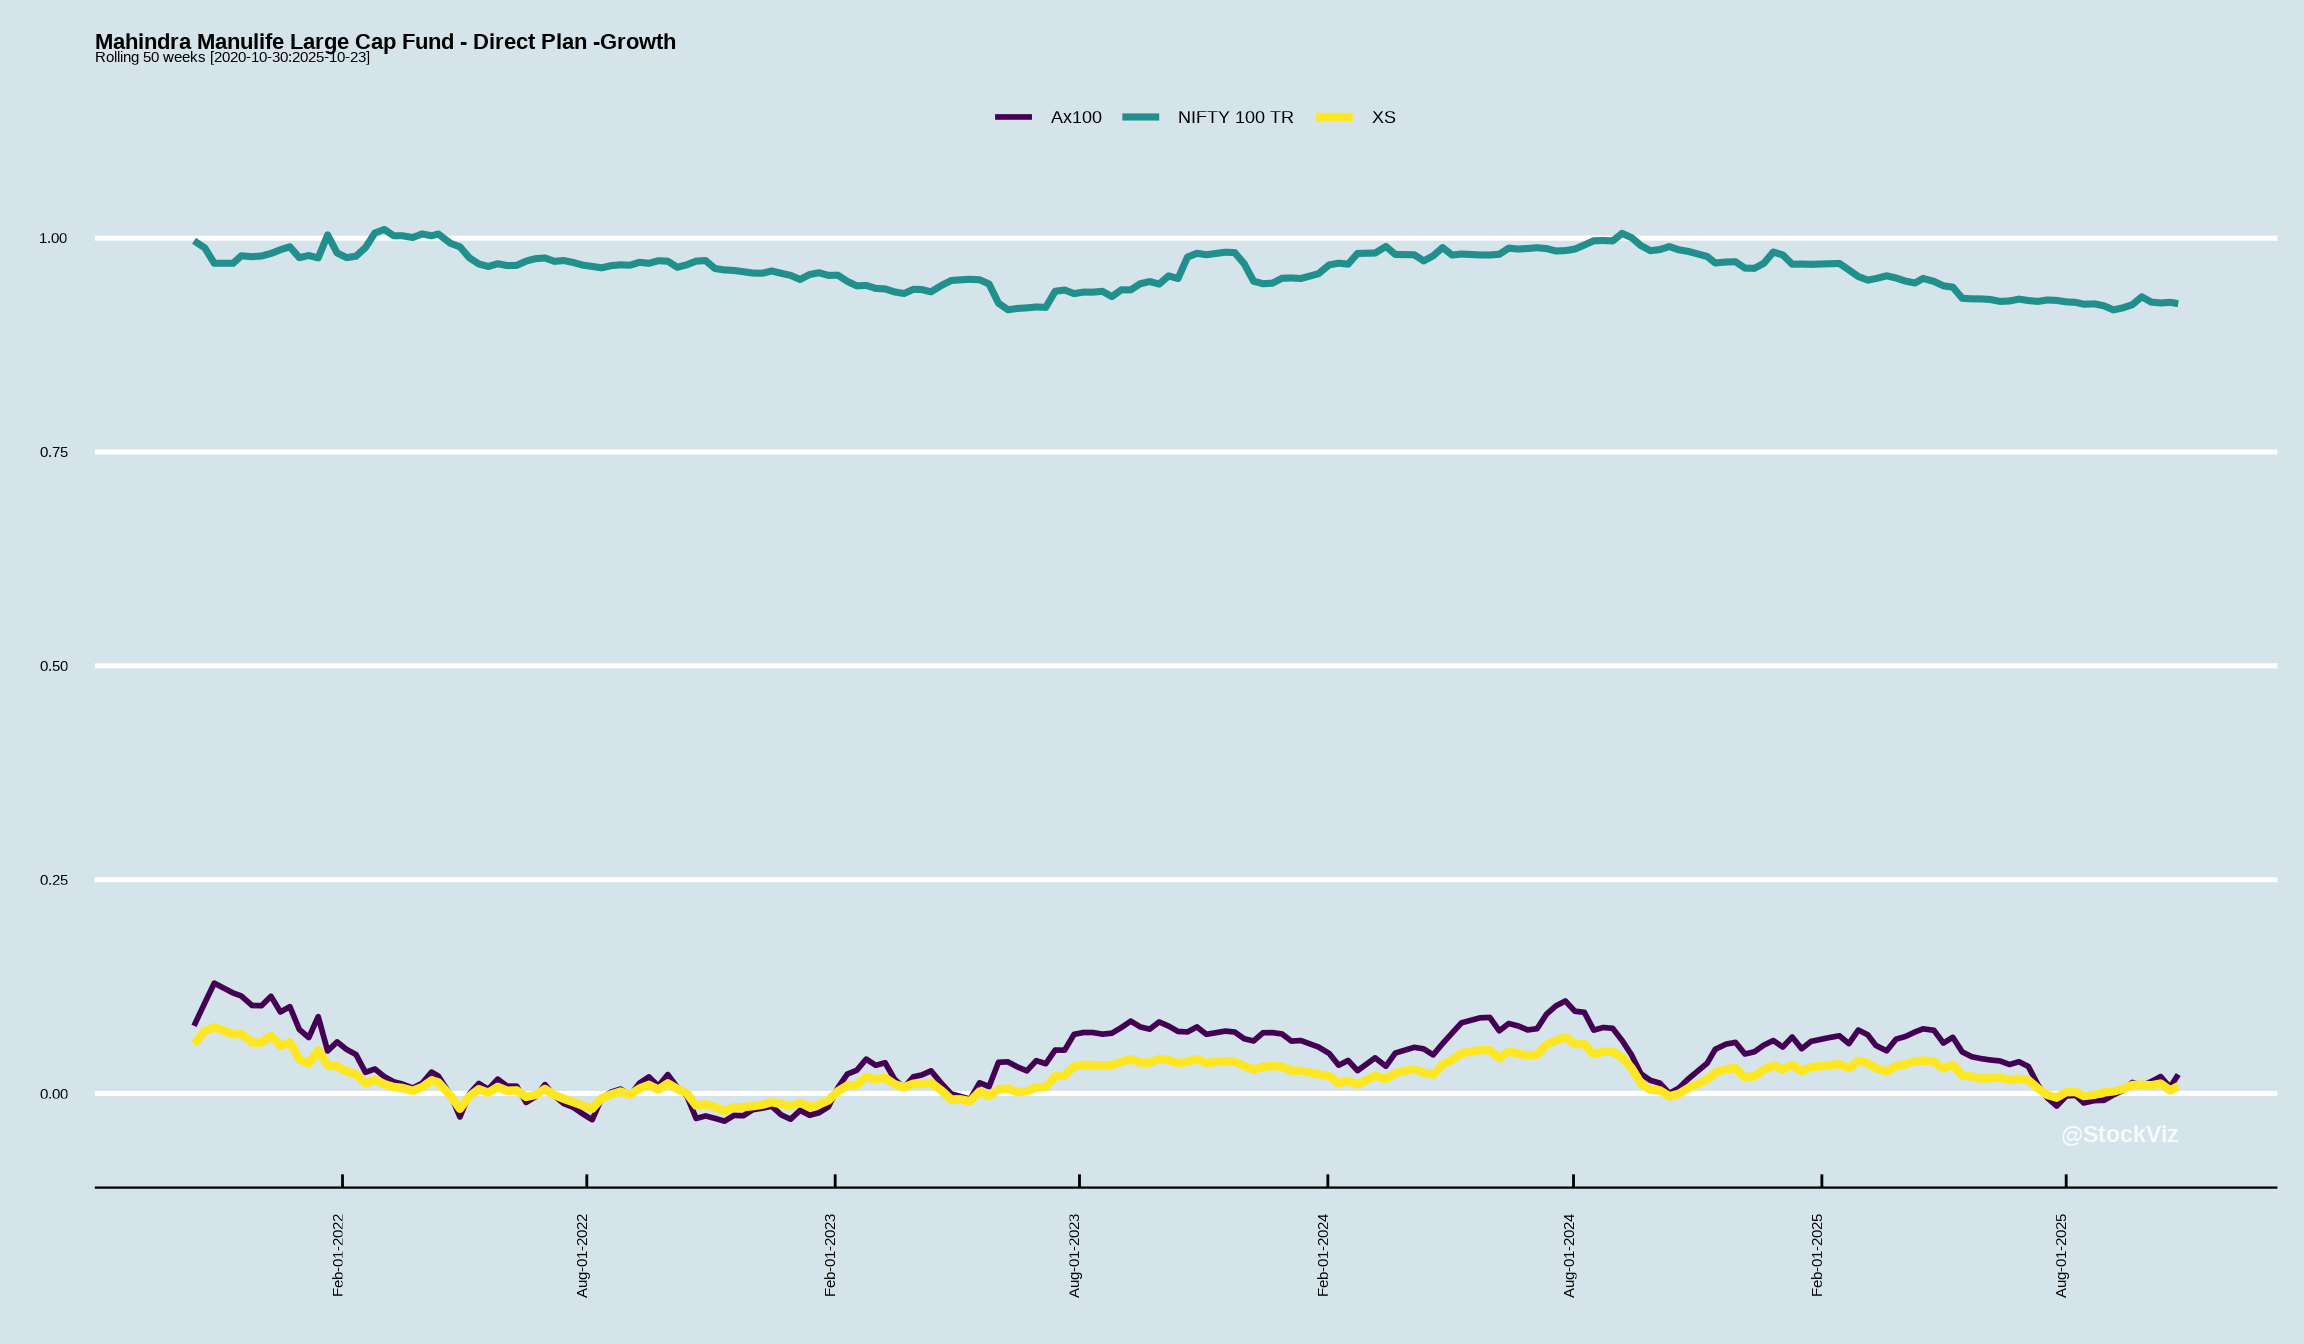 Mahindra Manulife Large Cap Fund - Direct Plan -Growth
Rolling 50 weeks [2020-10-30:2025-10-23]
Ax100 NIFTY 100 TR XS
1.00
0.75
0.50
0.25
0.00
@StockViz
Feb-01-2022
Aug-01-2022
Feb-01-2023
Aug-01-2023
Feb-01-2024
Aug-01-2024
Feb-01-2025
Aug-01-2025